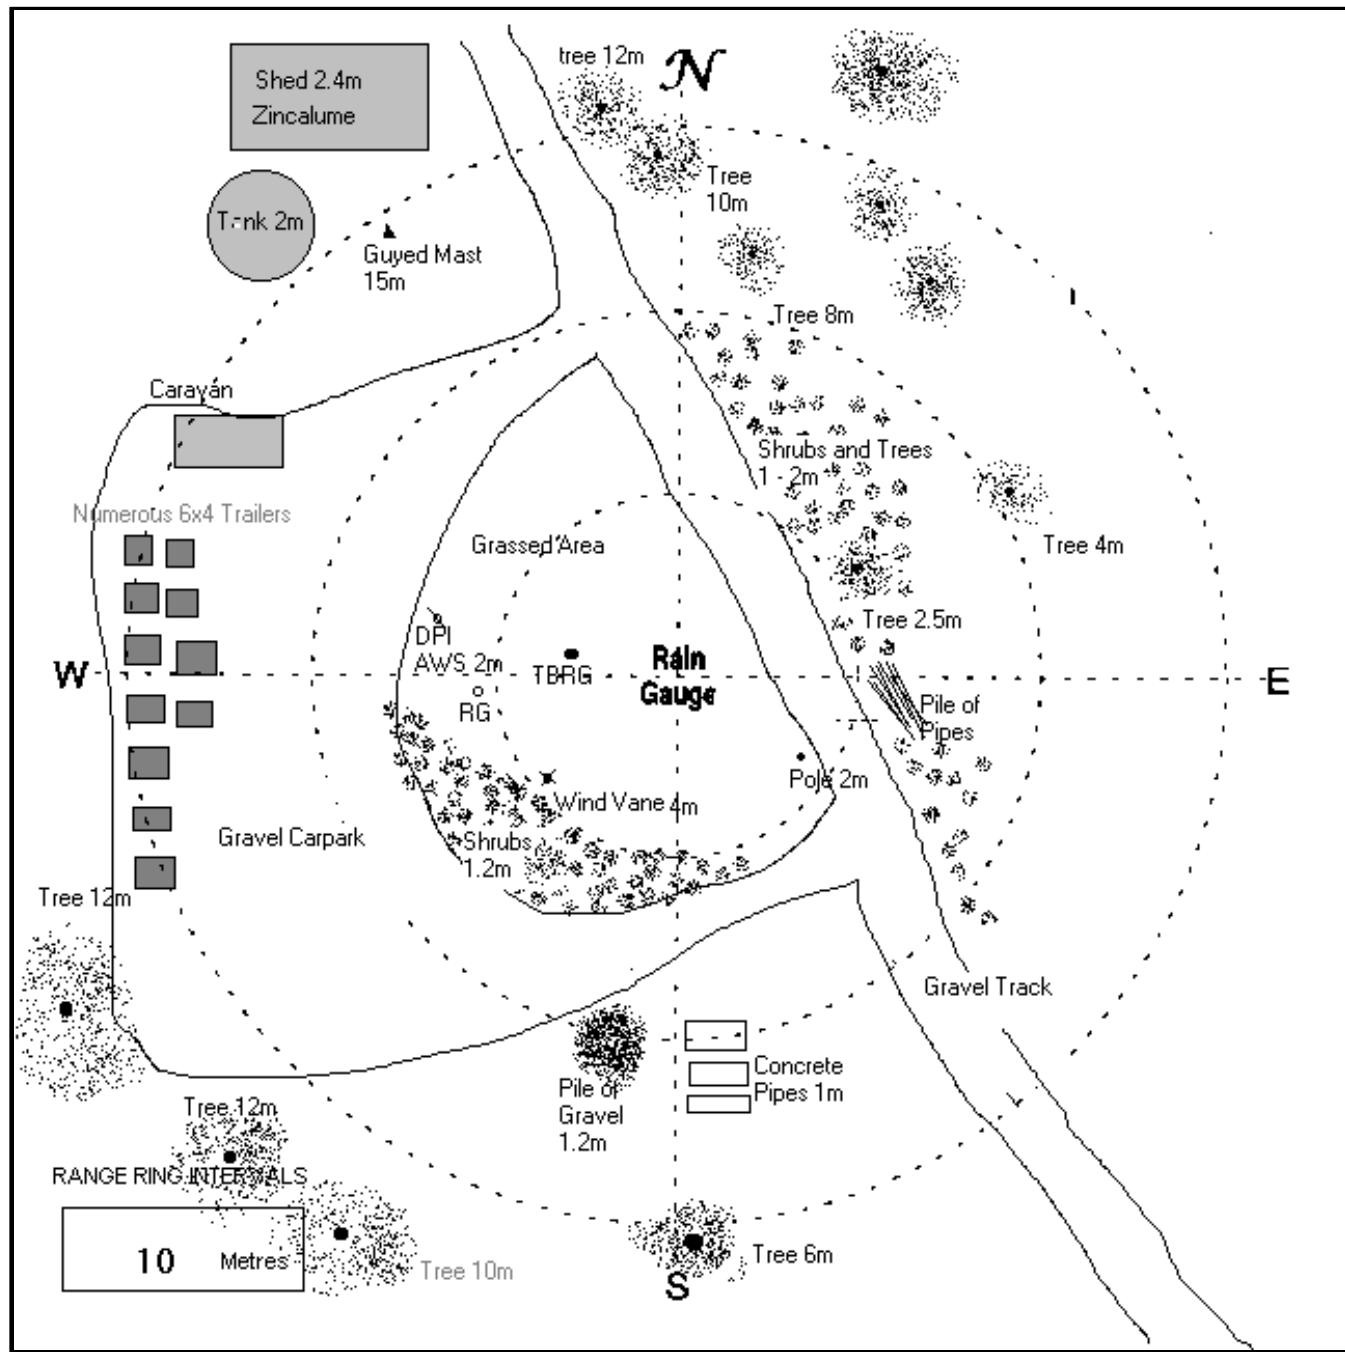 tree 12m
N
Shed 2.4m
Zincalume
Tree
10m
Tank 2m
Guyed Mast
15m
Tree 8m
Caravan
Shrubs and Trees
1 - 2m
Numerous 6x4 Trailers
Grassed Area
Tree 4m
Tree 2.5m
DPI
AWS 2m
TBRG
Rain
Gauge
W
E
RG
Pile of
Pipes
Pole 2m
Wind Vane 4m
Gravel Carpark
Shrubs
1.2m
Tree 12m
Gravel Track
Concrete
Pipes 1m
Pile of
Gravel
1.2m
Tree 12m
RANGE RING INTERVALS
10 Metres
Tree 10m
Tree 6m
S